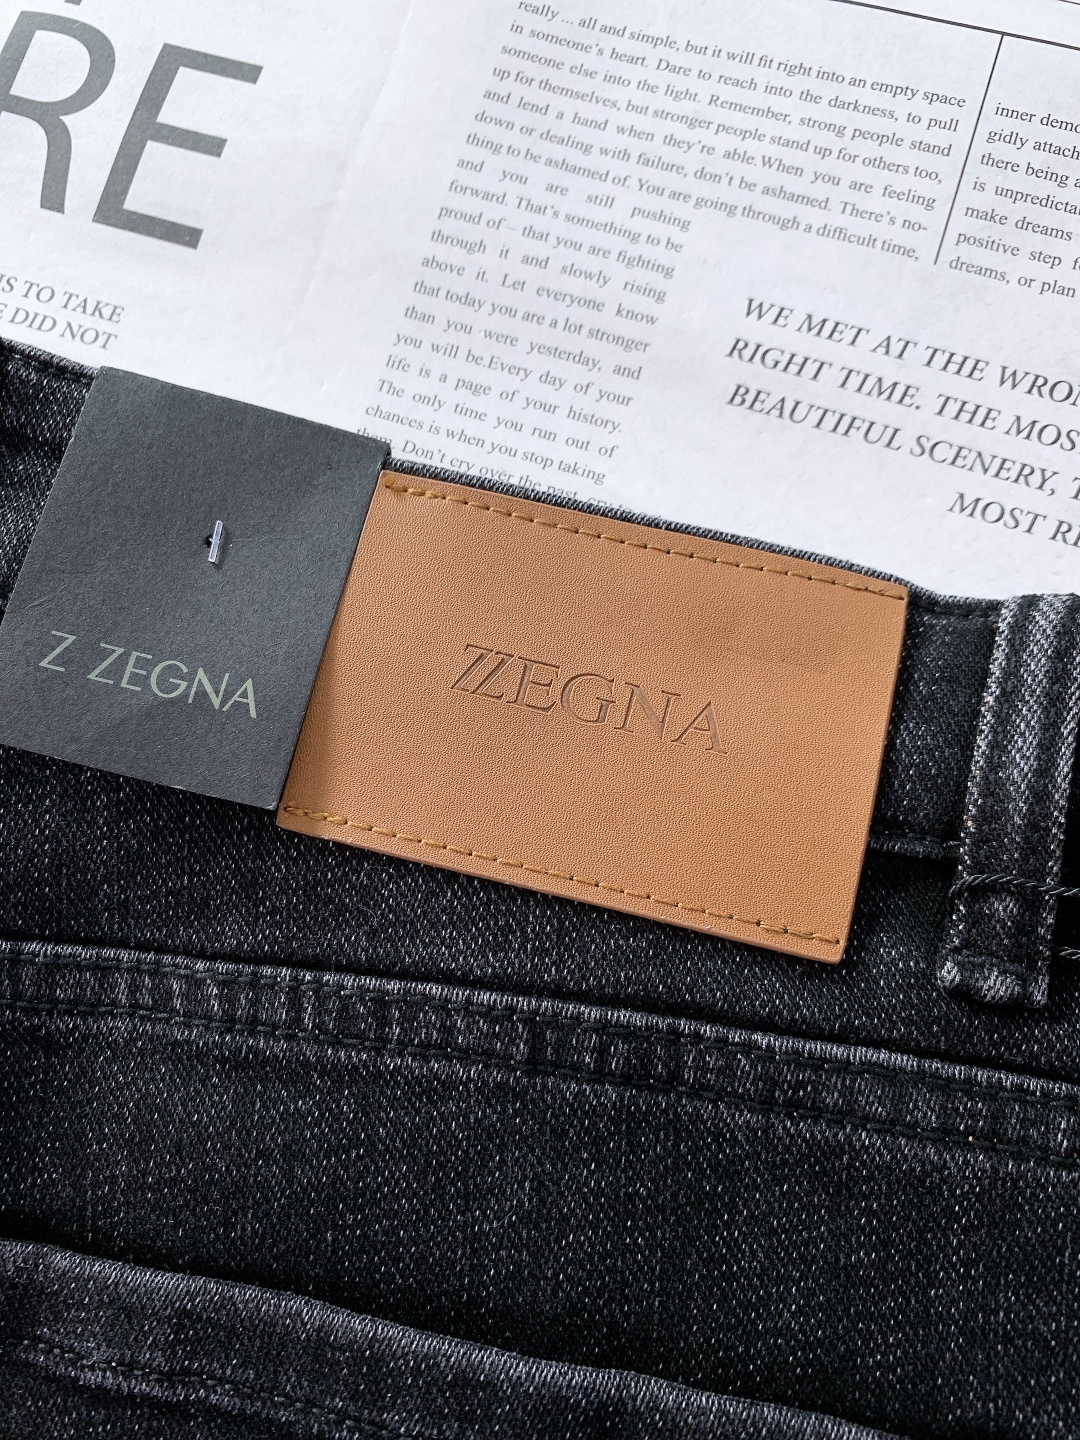 RE
IS TO TAKE
E DID NOT
really ... all and simple, but it will fit right into an empty space
in someone's heart. Dare to reach into the darkness, to pull
someone else into the light. Remember, strong people stand
up for themselves, but stronger people stand up for others too,
and lend a hand when they're able.When you are feeling
down or dealing with failure, don't be ashamed. There's no-
thing to be ashamed of. You are going through a difficult time,
and you are still pushing
forward. That's something to be
proud of – that you are fighting
through it and slowly rising
above it. Let everyone know
that today you are a lot stronger
than you were yesterday, and
you will be.Every day of your
life is a page of your history.
The only time you run out of
chances is when you stop taking
them. Don't cry over the past, cry
inner demo
gidly attach
there being a
is unpredicta
make dreams
positive step f
dreams, or plan
WE MET AT THE WRON
RIGHT TIME. THE MOS
BEAUTIFUL SCENERY, T
MOST RE
Z ZEGNA
ZZEGNA